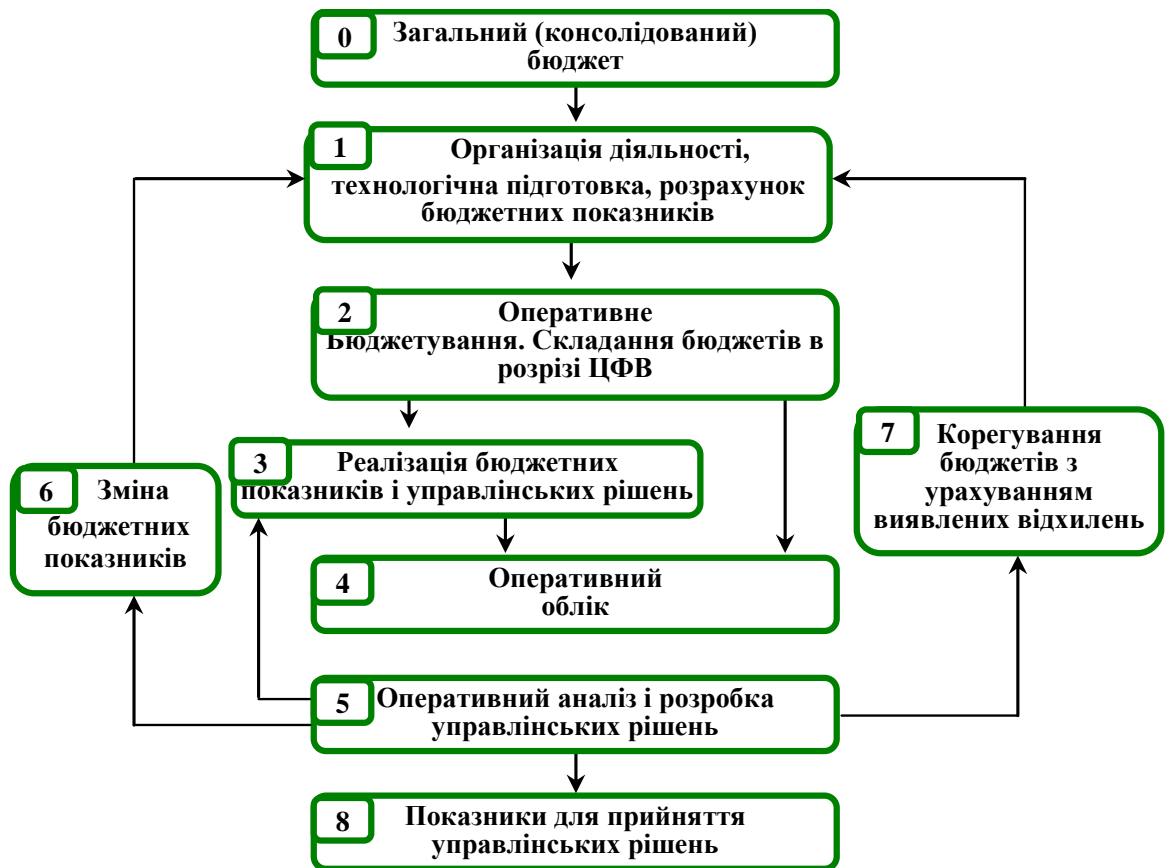 0 Загальний (консолідований)
бюджет
1 Організація діяльності,
технологічна підготовка, розрахунок
бюджетних показників
2 Оперативне
Бюджетування. Складання бюджетів в
розрізі ЦФВ
3 Реалізація бюджетних
показників і управлінських рішень
6 Зміна
бюджетних
показників
7 Корегування
бюджетів з
урахуванням
виявлених відхилень
4 Оперативний
облік
5 Оперативний аналіз і розробка
управлінських рішень
8 Показники для прийняття
управлінських рішень